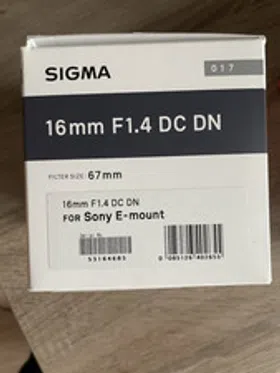 SIGMA
017
16mm F1.4 DC DN
FILTER SIZE: 67mm
16mm F1.4 DC DN
FOR Sony E-mount
53164685
0 085126 402655